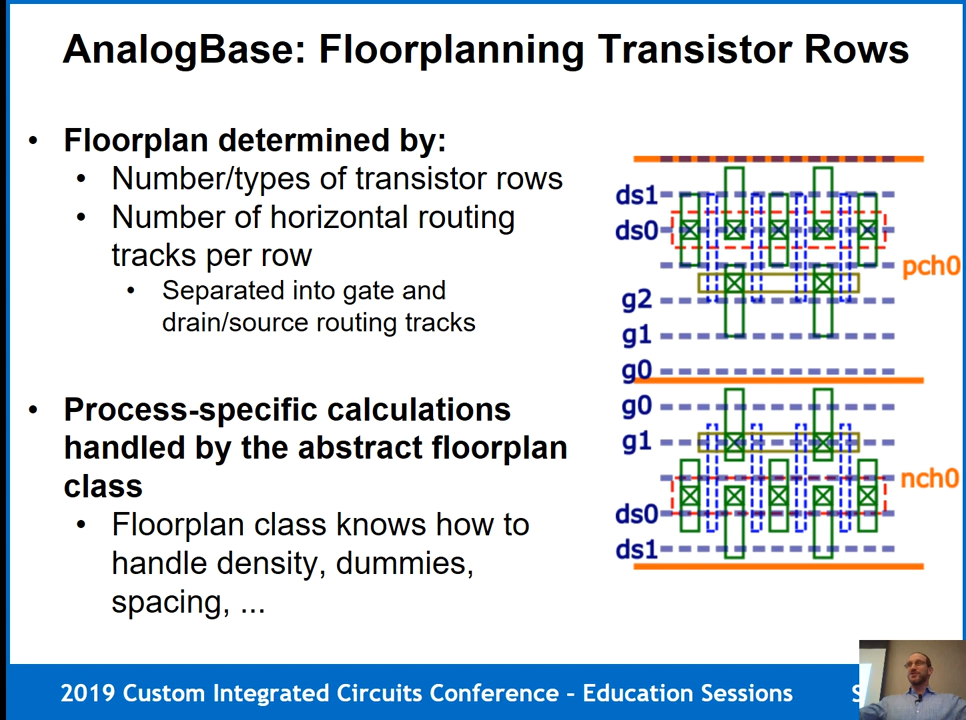 AnalogBase: Floorplanning Transistor Rows
• Floorplan determined by:
• Number/types of transistor rows
• Number of horizontal routing
tracks per row
• Separated into gate and
drain/source routing tracks
• Process-specific calculations
handled by the abstract floorplan
class
• Floorplan class knows how to
handle density, dummies,
spacing, ...
ds1
ds0
pch0
g2
g1
g0
g0
g1
nch0
ds0
ds1
2019 Custom Integrated Circuits Conference - Education Sessions